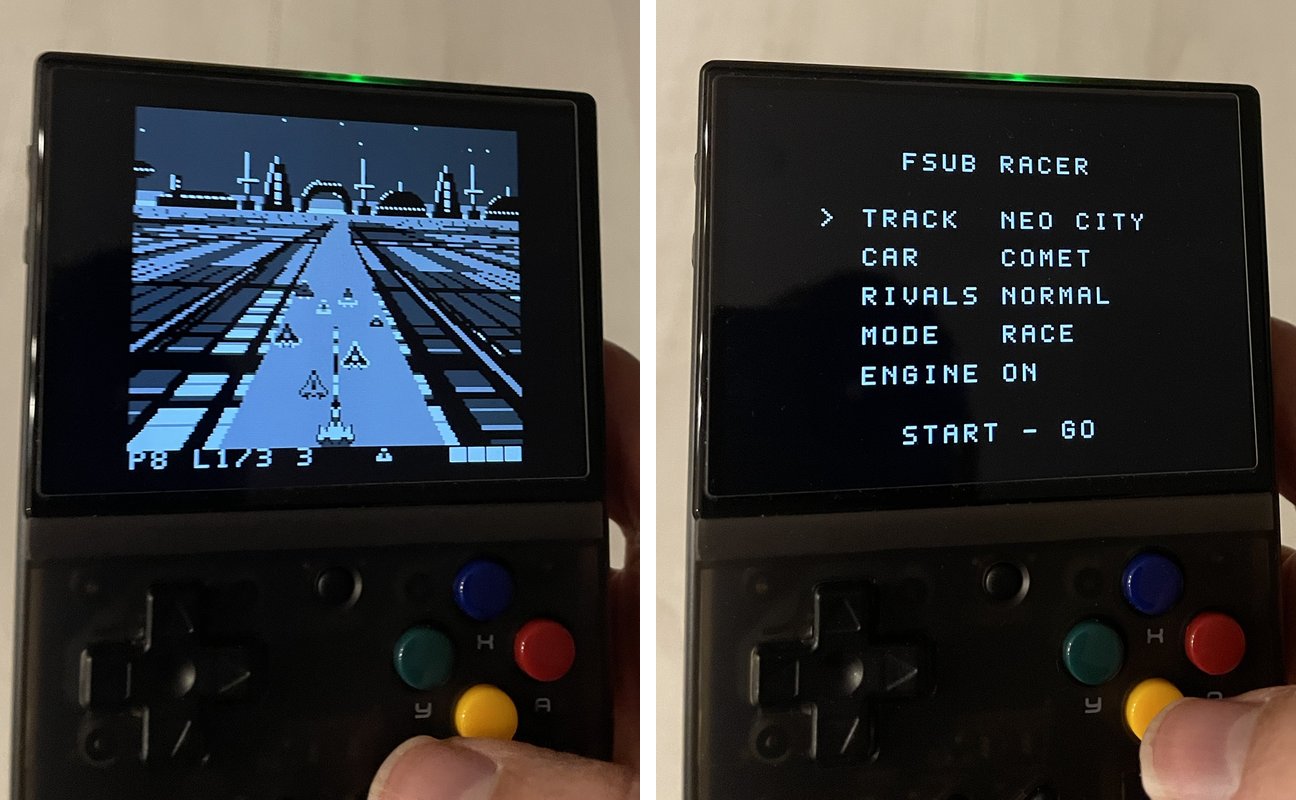 P8 L1/3 3
X
Y
A
FSUB RACER
> TRACK NEO CITY
CAR COMET
RIVALS NORMAL
MODE RACE
ENGINE ON
START - GO
X
Y